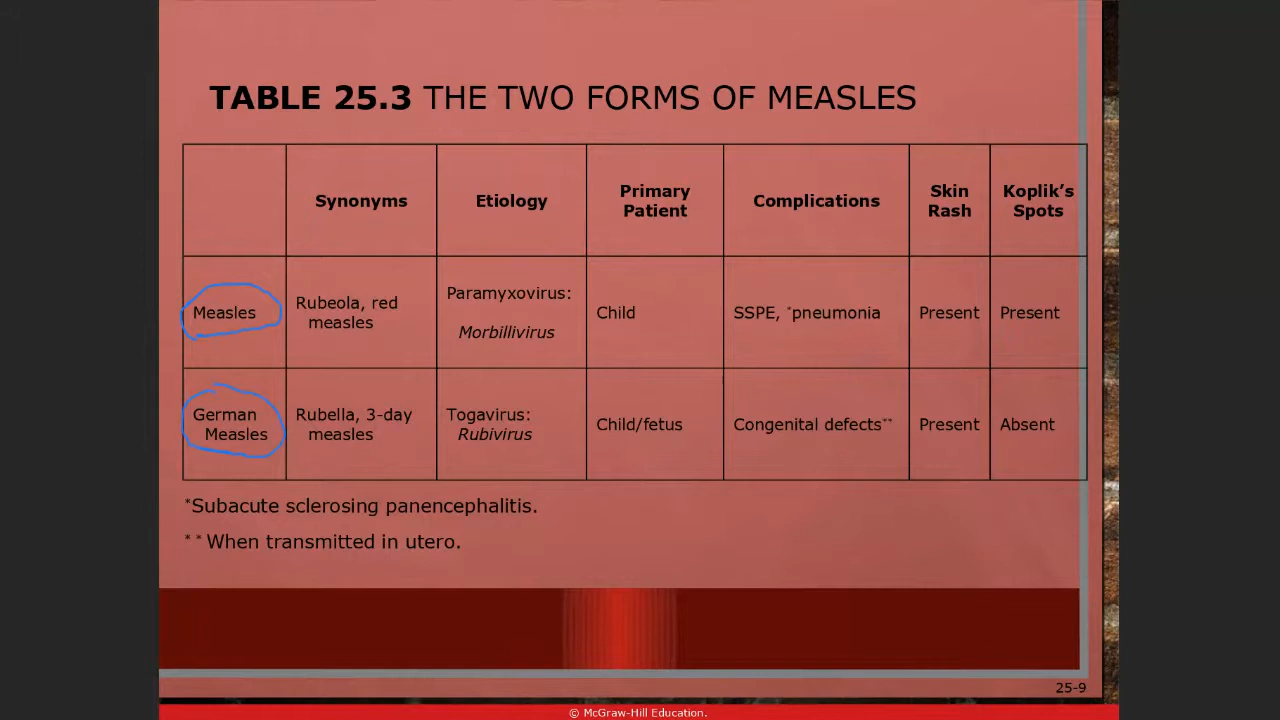 TABLE 25.3 THE TWO FORMS OF MEASLES
Synonyms
Etiology
Primary
Patient
Complications
Skin
Rash
Koplik’s
Spots
Measles
Rubeola, red
measles
Paramyxovirus:
Morbillivirus
Child
SSPE, *pneumonia
Present
Present
German
Measles
Rubella, 3-day
measles
Togavirus:
Rubivirus
Child/fetus
Congenital defects**
Present
Absent
*Subacute sclerosing panencephalitis.
**When transmitted in utero.
25-9
© McGraw-Hill Education.